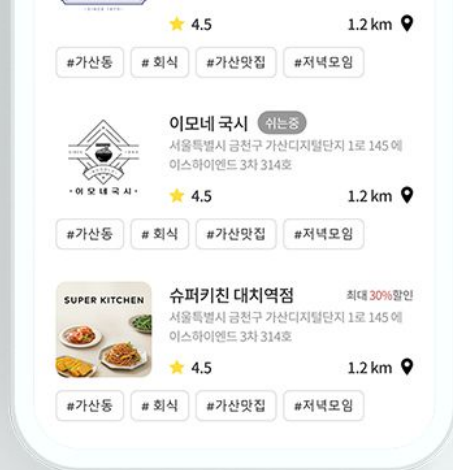 4.5
1.2 km
#가산동
# 회식
#가산맛집
#저녁모임
이모네 국시
쉬는중
서울특별시 금천구 가산디지털단지 1로 145 에
이스하이엔드 3차 314호
·이모네국시·
4.5
1.2 km
#가산동
# 회식
#가산맛집
#저녁모임
SUPER KITCHEN
슈퍼키친 대치역점
최대 30%할인
서울특별시 금천구 가산디지털단지 1로 145 에
이스하이엔드 3차 314호
4.5
1.2 km
#가산동
# 회식
#가산맛집
#저녁모임